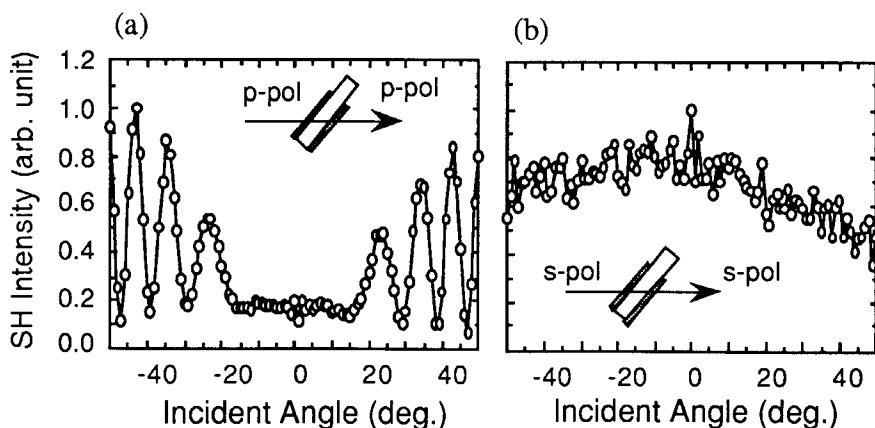 (a)
(b)
SH Intensity (arb. unit)
1.2
1.0
0.8
0.6
0.4
0.2
0.0
p-pol p-pol
s-pol s-pol
-40 -20 0 20 40
-40 -20 0 20 40
Incident Angle (deg.)
Incident Angle (deg.)